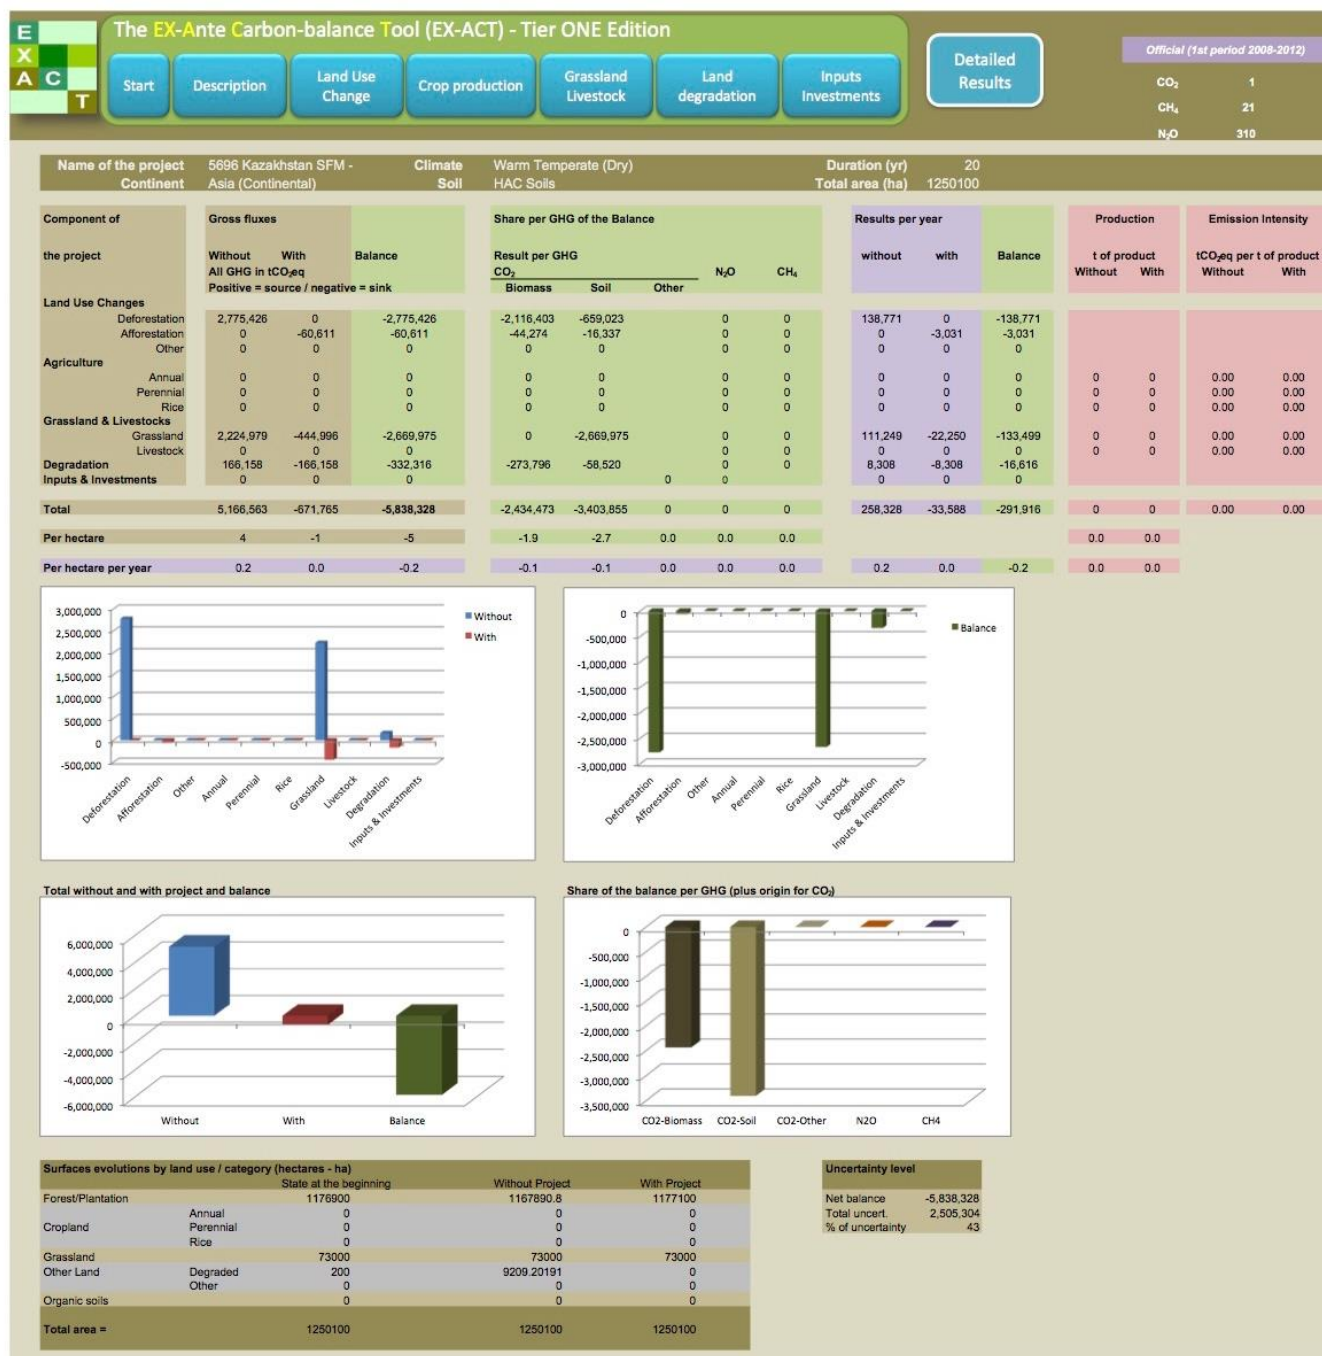 E
X
A C
T
The EX-Ante Carbon-balance Tool (EX-ACT) - Tier ONE Edition
Start Description Land Use Change Crop production Grassland Livestock Land degradation Inputs Investments
Detailed Results
Official (1st period 2008-2012)
CO₂ 1
CH₄ 21
N₂O 310
Name of the project 5696 Kazakhstan SFM - Climate Warm Temperate (Dry) Duration (yr) 20
Continent Asia (Continental) Soil HAC Soils Total area (ha) 1250100
Component of Gross fluxes Share per GHG of the Balance Results per year Production Emission Intensity
the project Without With Balance Result per GHG without with Balance t of product tCO₂eq per t of product
All GHG in tCO₂eq CO₂ N₂O CH₄ Without With Without With
Positive = source / negative = sink Biomass Soil Other
Land Use Changes
Deforestation 2,775,426 0 -2,775,426 -2,116,403 -659,023 0 0 138,771 0 -138,771
Afforestation 0 -60,611 -60,611 -44,274 -16,337 0 0 0 -3,031 -3,031
Other 0 0 0 0 0 0 0 0 0 0
Agriculture
Annual 0 0 0 0 0 0 0 0 0 0 0 0 0.00 0.00
Perennial 0 0 0 0 0 0 0 0 0 0 0 0 0.00 0.00
Rice 0 0 0 0 0 0 0 0 0 0 0 0 0.00 0.00
Grassland & Livestocks
Grassland 2,224,979 -444,996 -2,669,975 0 -2,669,975 0 0 111,249 -22,250 -133,499 0 0 0.00 0.00
Livestock 0 0 0 0 0 0 0 0 0 0 0.00 0.00
Degradation 166,158 -166,158 -332,316 -273,796 -58,520 0 0 8,308 -8,308 -16,616
Inputs & Investments 0 0 0 0 0 0 0 0
Total 5,166,563 -671,765 -5,838,328 -2,434,473 -3,403,855 0 0 0 258,328 -33,588 -291,916 0 0 0.00 0.00
Per hectare 4 -1 -5 -1.9 -2.7 0.0 0.0 0.0 0.0 0.0
Per hectare per year 0.2 0.0 -0.2 -0.1 -0.1 0.0 0.0 0.0 0.2 0.0 -0.2 0.0 0.0
3,000,000
2,500,000
2,000,000
1,500,000
1,000,000
500,000
0
-500,000
Without
With
Deforestation Afforestation Other Annual Perennial Rice Grassland Livestock Degradation Inputs & Investments
0
-500,000
-1,000,000
-1,500,000
-2,000,000
-2,500,000
-3,000,000
Balance
Deforestation Afforestation Other Annual Perennial Rice Grassland Livestock Degradation Inputs & Investments
Total without and with project and balance
6,000,000
4,000,000
2,000,000
0
-2,000,000
-4,000,000
-6,000,000
Without With Balance
Share of the balance per GHG (plus origin for CO₂)
0
-500,000
-1,000,000
-1,500,000
-2,000,000
-2,500,000
-3,000,000
-3,500,000
CO2-Biomass CO2-Soil CO2-Other N2O CH4
Surfaces evolutions by land use / category (hectares - ha)
State at the beginning Without Project With Project
Forest/Plantation 1176900 1167890.8 1177100
Annual 0 0 0
Cropland Perennial 0 0 0
Rice 0 0 0
Grassland 73000 73000 73000
Other Land Degraded 200 9209.20191 0
Other 0 0 0
Organic soils 0 0 0
Total area = 1250100 1250100 1250100
Uncertainty level
Net balance -5,838,328
Total uncert. 2,505,304
% of uncertainty 43